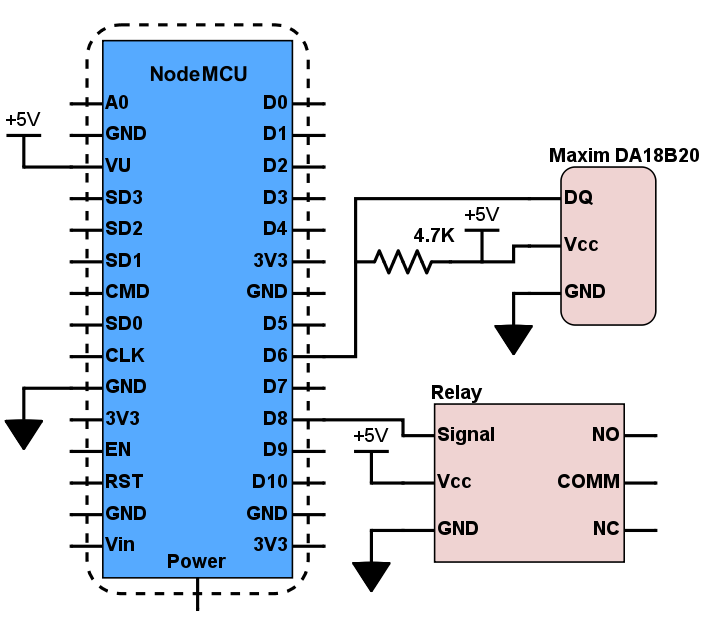 NodeMCU
+5V
A0
GND
VU
SD3
SD2
SD1
CMD
SD0
CLK
GND
3V3
EN
RST
GND
Vin
D0
D1
D2
D3
D4
3V3
GND
D5
D6
D7
D8
D9
D10
GND
3V3
Power
Maxim DA18B20
DQ
Vcc
GND
+5V
4.7K
Relay
+5V
Signal
Vcc
GND
NO
COMM
NC